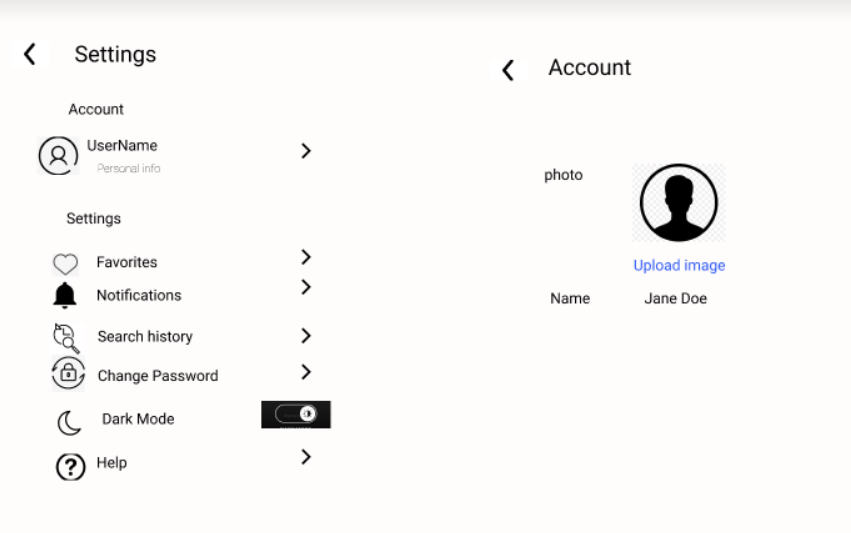 Settings
Account
UserName
Personal info
Settings
Favorites
Notifications
Search history
Change Password
Dark Mode
Help
Account
photo
Upload image
Name Jane Doe